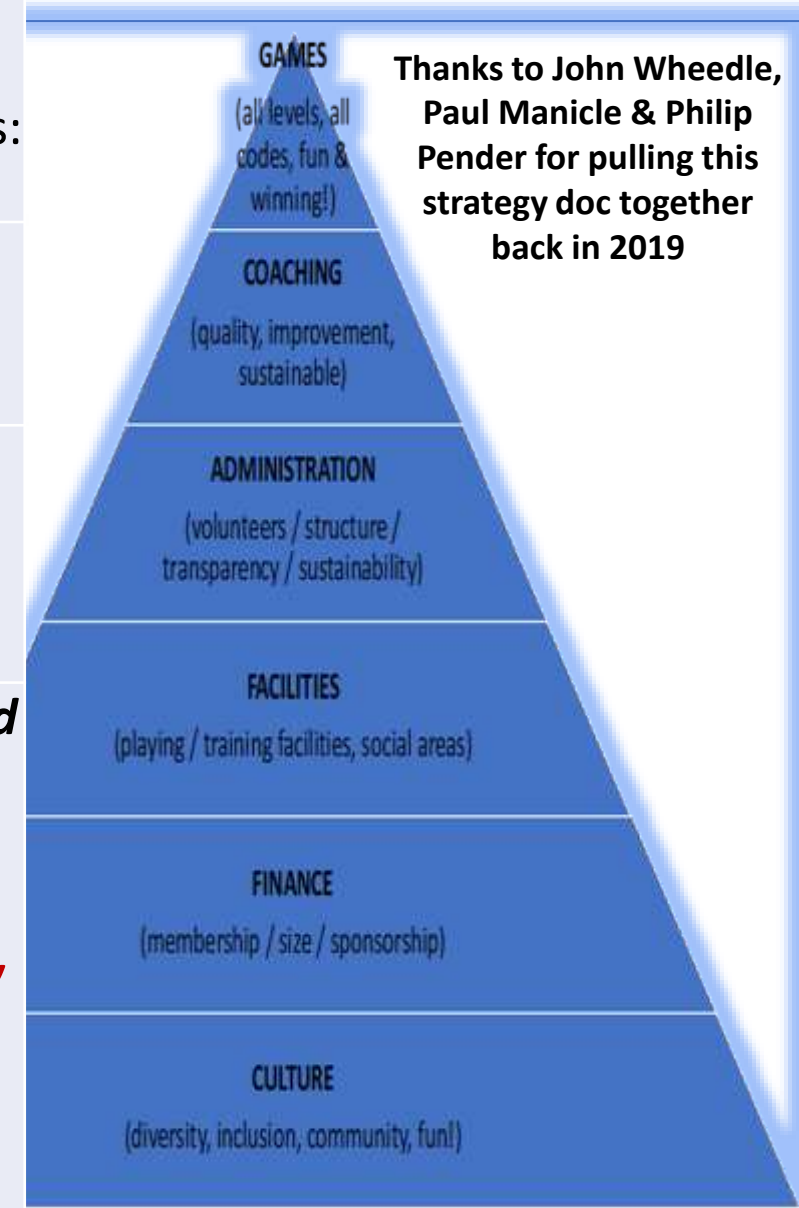 s:
d
y
GAMES
(all levels, all
codes, fun &
winning!)
COACHING
(quality, improvement,
sustainable)
ADMINISTRATION
(volunteers / structure /
transparency / sustainability)
FACILITIES
(playing / training facilities, social areas)
FINANCE
(membership / size / sponsorship)
CULTURE
(diversity, inclusion, community, fun!)
Thanks to John Wheedle,
Paul Manicle & Philip
Pender for pulling this
strategy doc together
back in 2019